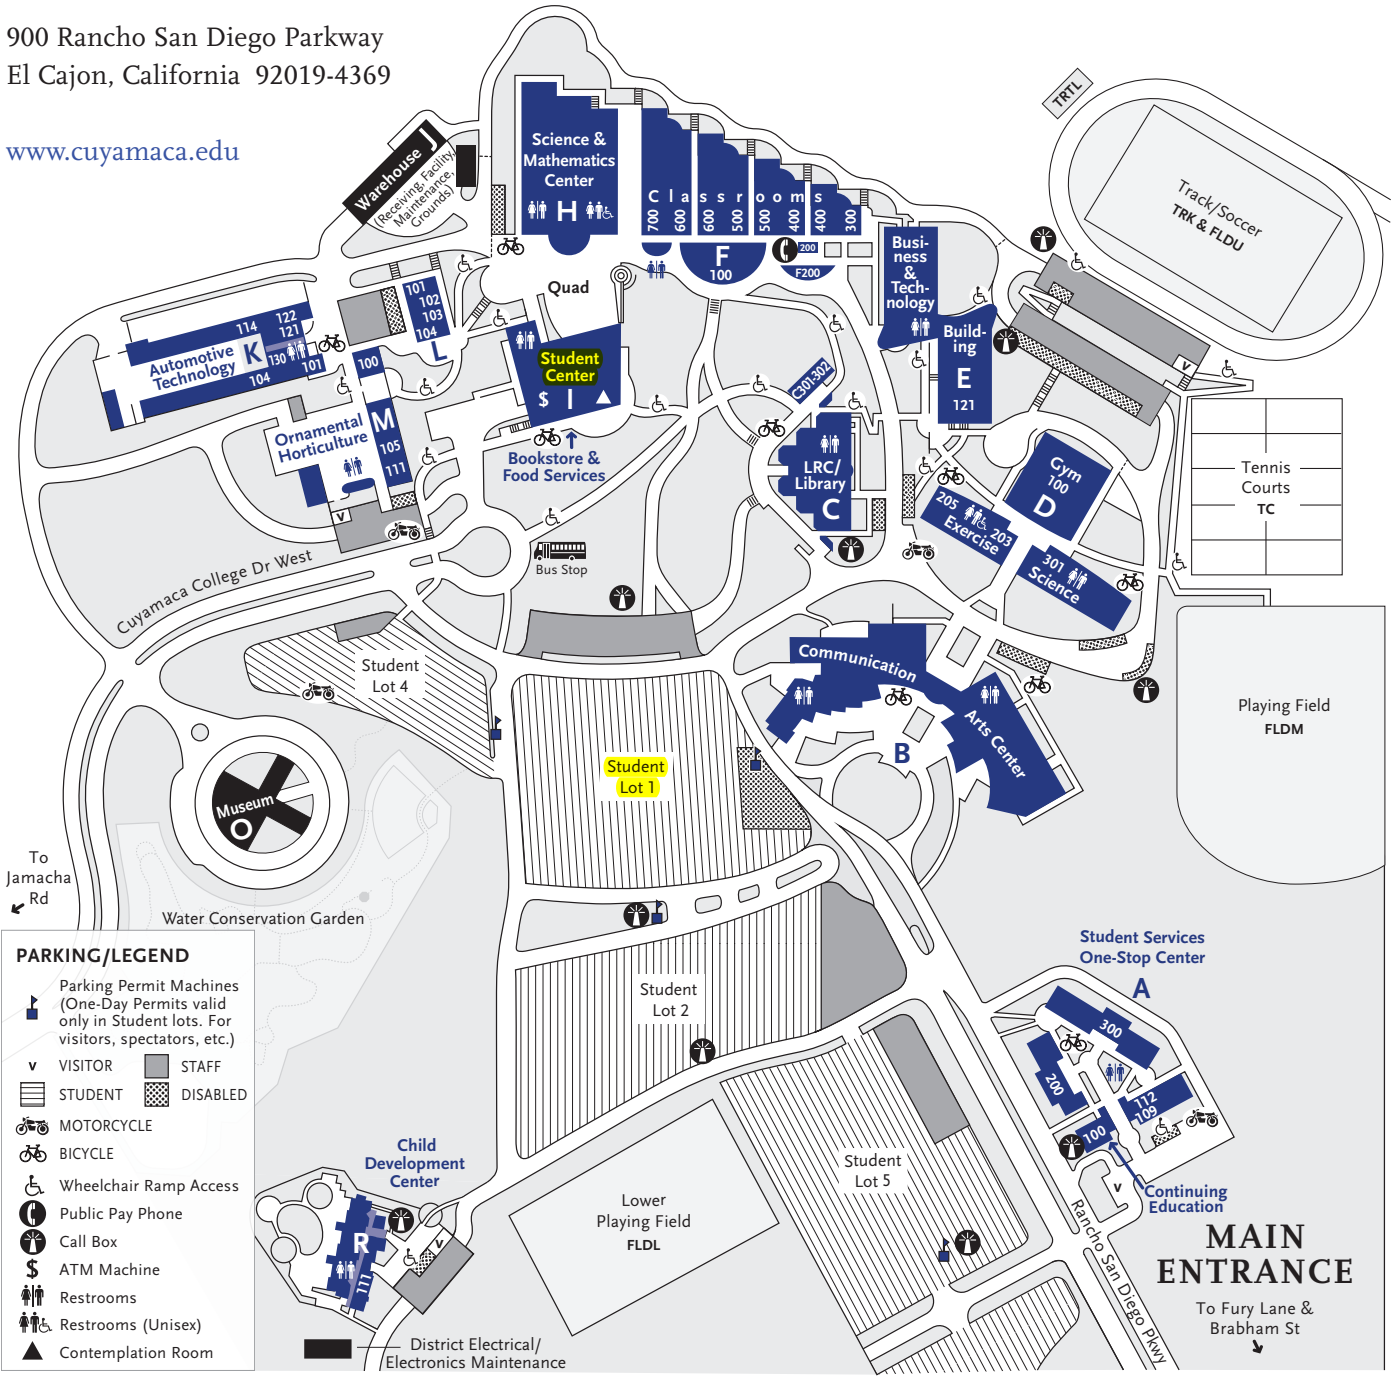 900 Rancho San Diego Parkway
El Cajon, California 92019-4369
www.cuyamaca.edu
TRTL
Track/Soccer
TRK & FLDU
Warehouse J
(Receiving, Facility,
Maintenance,
Grounds)
Science &
Mathematics
Center
H
Classrooms
700
600
600
500
500
400
400
300
F
100
200
F200
Quad
Busi-
ness
&
Tech-
nology
Build-
ing
E
121
101
102
103
104
L
114
122
121
Automotive
Technology
K
130
101
104
100
Student
Center
$ I
C301-302
Ornamental
Horticulture
M
105
111
v
Bookstore &
Food Services
LRC/
Library
C
Gym
100
D
205
203
Exercise
301
Science
v
Tennis
Courts
TC
Bus Stop
Cuyamaca College Dr West
Student
Lot 4
Communication
Arts Center
B
Playing Field
FLDM
Student
Lot 1
Museum
O
To
Jamacha
Rd
Water Conservation Garden
Student
Lot 2
Student Services
One-Stop Center
A
300
200
112
109
100
v
Continuing
Education
Student
Lot 5
Child
Development
Center
R
111
v
Lower
Playing Field
FLDL
Rancho San Diego Pkwy
MAIN
ENTRANCE
To Fury Lane &
Brabham St
District Electrical/
Electronics Maintenance
PARKING/LEGEND
Parking Permit Machines
(One-Day Permits valid
only in Student lots. For
visitors, spectators, etc.)
v VISITOR
STAFF
STUDENT
DISABLED
MOTORCYCLE
BICYCLE
Wheelchair Ramp Access
Public Pay Phone
Call Box
$ ATM Machine
Restrooms
Restrooms (Unisex)
Contemplation Room